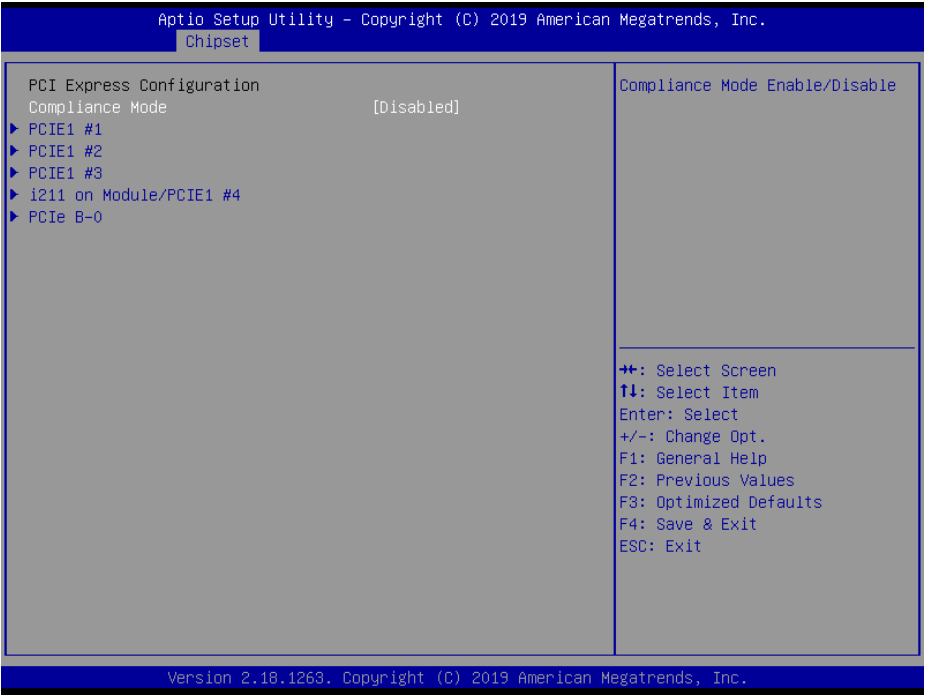 Aptio Setup Utility – Copyright (C) 2019 American Megatrends, Inc.
Chipset
PCI Express Configuration
Compliance Mode [Disabled]
▶ PCIE1 #1
▶ PCIE1 #2
▶ PCIE1 #3
▶ i211 on Module/PCIE1 #4
▶ PCIe B-0
Compliance Mode Enable/Disable
→←: Select Screen
↑↓: Select Item
Enter: Select
+/-: Change Opt.
F1: General Help
F2: Previous Values
F3: Optimized Defaults
F4: Save & Exit
ESC: Exit
Version 2.18.1263. Copyright (C) 2019 American Megatrends, Inc.